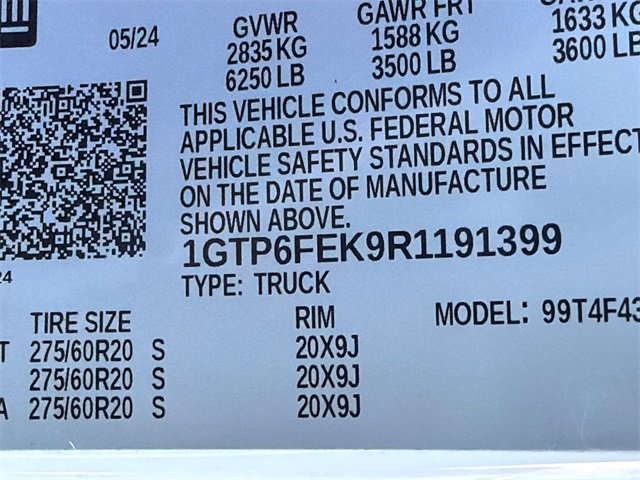 05/24
GVWR
GAWR FRT
2835 KG
1588 KG
1633 KG
6250 LB
3500 LB
3600 LB
THIS VEHICLE CONFORMS TO ALL
APPLICABLE U.S. FEDERAL MOTOR
VEHICLE SAFETY STANDARDS IN EFFECT
ON THE DATE OF MANUFACTURE
SHOWN ABOVE.
1GTP6FEK9R1191399
TYPE: TRUCK
TIRE SIZE
RIM
MODEL: 99T4F43
275/60R20 S
20X9J
275/60R20 S
20X9J
275/60R20 S
20X9J